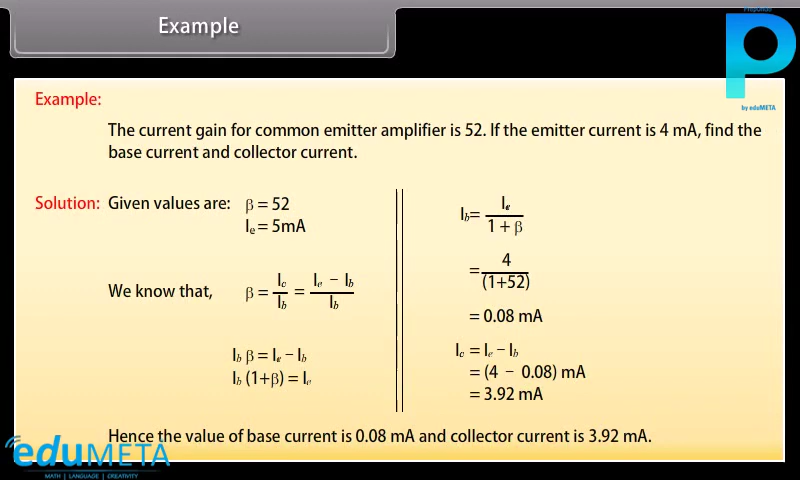 Example
Preponde
P
by eduMETA
Example:
The current gain for common emitter amplifier is 52. If the emitter current is 4 mA, find the
base current and collector current.
Solution: Given values are: β = 52
Ie = 5mA
We know that, β = Ic/Ib = (Ie − Ib)/Ib
Ib β = Ie − Ib
Ib (1+β) = Ie
Ib = Ie/(1 + β)
= 4/(1+52)
= 0.08 mA
Ic = Ie − Ib
= (4 − 0.08) mA
= 3.92 mA
Hence the value of base current is 0.08 mA and collector current is 3.92 mA.
eduMETA
MATH | LANGUAGE | CREATIVITY